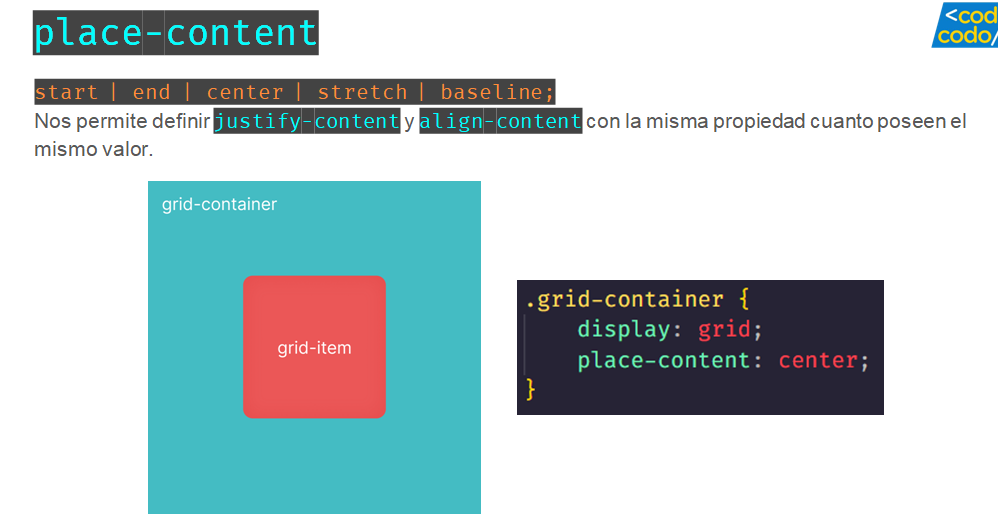 place-content
<cod
codo/
start | end | center | stretch | baseline;
Nos permite definir justify-content y align-content con la misma propiedad cuanto poseen el
mismo valor.
grid-container
grid-item
.grid-container {
display: grid;
place-content: center;
}